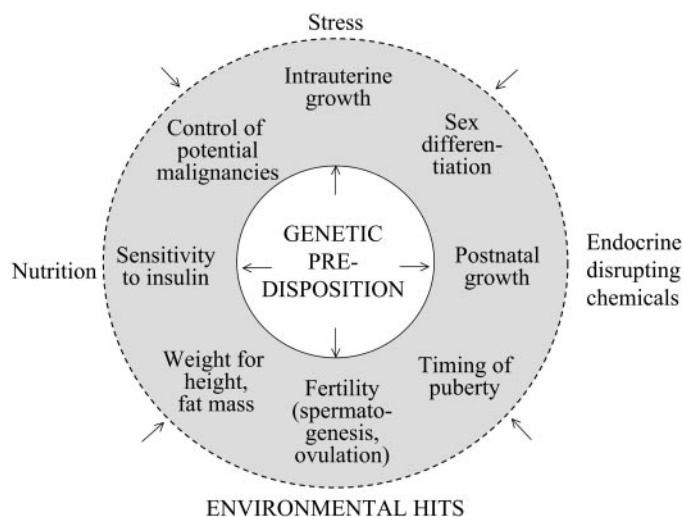 Stress
Intrauterine
growth
Sex
differen-
tiation
Postnatal
growth
Timing of
puberty
Fertility
(spermato-
genesis,
ovulation)
Weight for
height,
fat mass
Sensitivity
to insulin
Control of
potential
malignancies
GENETIC
PRE-
DISPOSITION
Nutrition
Endocrine
disrupting
chemicals
ENVIRONMENTAL HITS